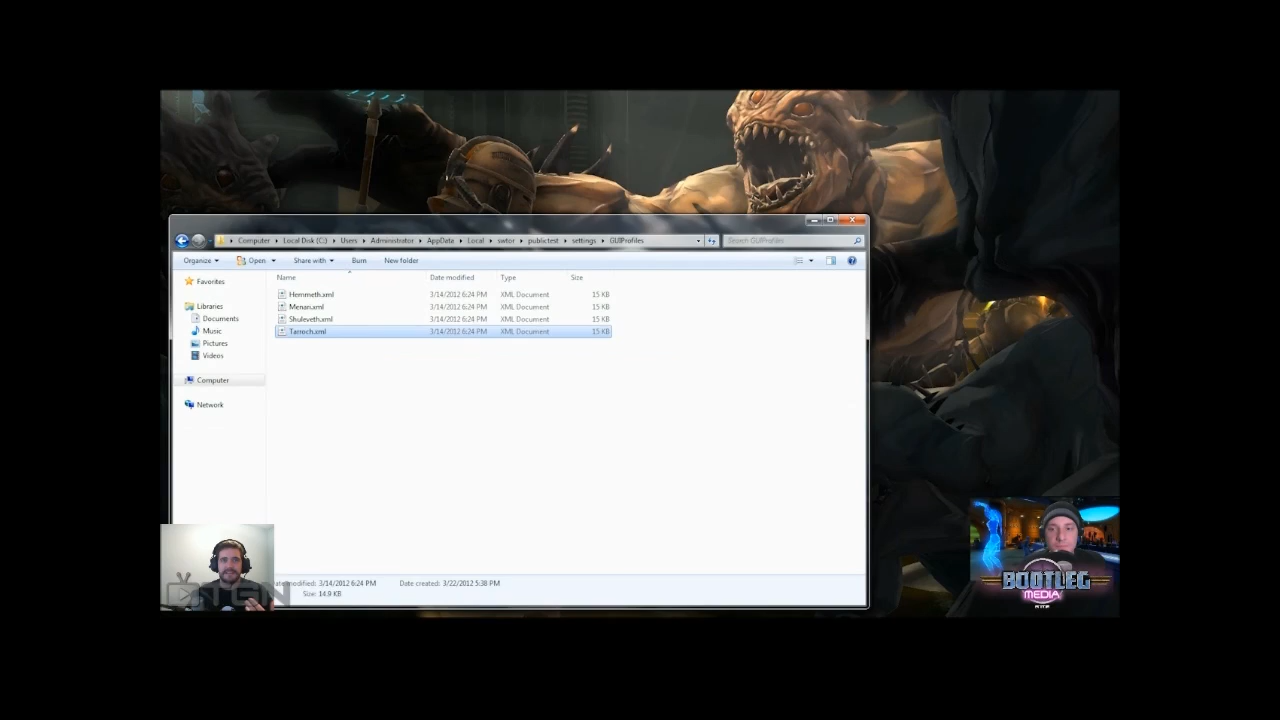 Computer Local Disk (C:) Users Administrator AppData Local swtor publictest settings GUIProfiles Search GUIProfiles
Organize Open Share with Burn New folder
Favorites
Libraries
Documents
Music
Pictures
Videos
Computer
Network
Name Date modified Type Size
Hemmeth.xml 3/14/2012 6:24 PM XML Document 15 KB
Menari.xml 3/14/2012 6:24 PM XML Document 15 KB
Shuleveth.xml 3/14/2012 6:24 PM XML Document 15 KB
Tarroch.xml 3/14/2012 6:24 PM XML Document 15 KB
modified: 3/14/2012 6:24 PM Date created: 3/22/2012 5:38 PM
Size: 14.9 KB
TGN
BOOTLEG
MEDIA